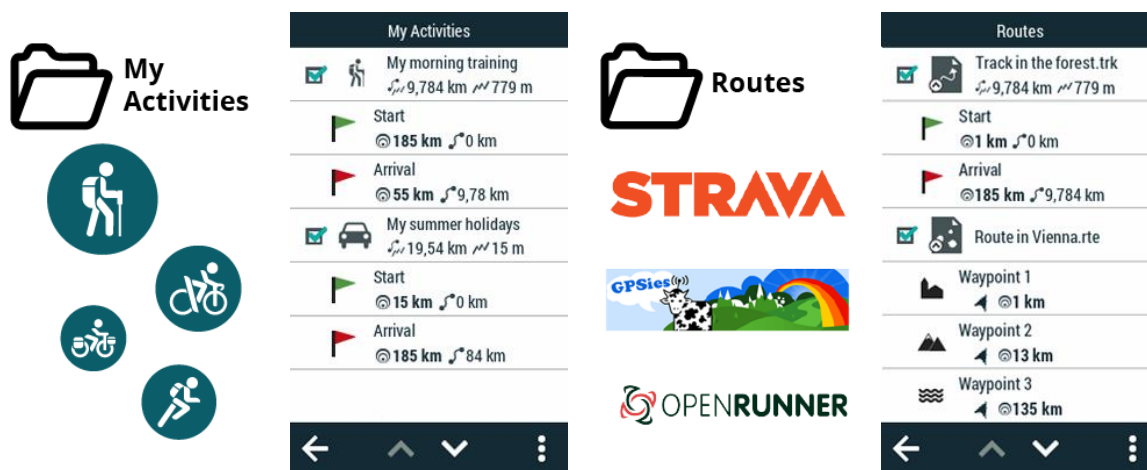 My
Activities
My Activities
My morning training
9,784 km 779 m
Start
185 km 0 km
Arrival
55 km 9,78 km
My summer holidays
19,54 km 15 m
Start
15 km 0 km
Arrival
185 km 84 km
Routes
STRAVA
GPSies
OPENRUNNER
Routes
Track in the forest.trk
9,784 km 779 m
Start
1 km 0 km
Arrival
185 km 9,784 km
Route in Vienna.rte
Waypoint 1
1 km
Waypoint 2
13 km
Waypoint 3
135 km